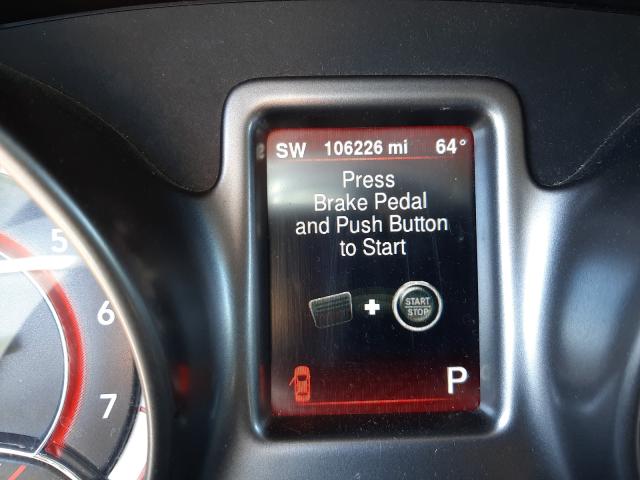 SW 106226 mi 64°
Press
Brake Pedal
and Push Button
to Start
START
STOP
P
5
6
7